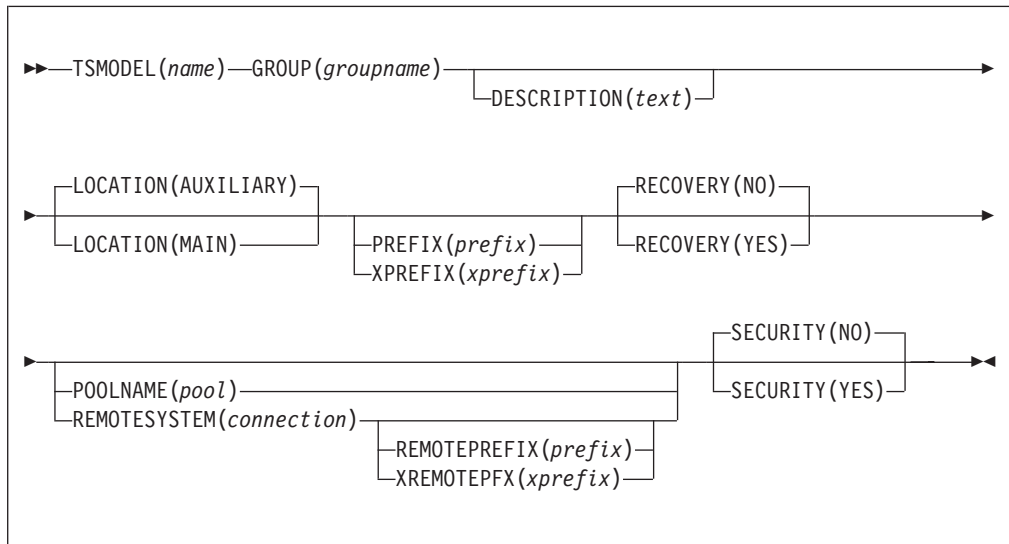 TSMODEL(name) GROUP(groupname)
DESCRIPTION(text)
LOCATION(AUXILIARY) RECOVERY(NO)
LOCATION(MAIN) PREFIX(prefix) RECOVERY(YES)
XPREFIX(xprefix)
SECURITY(NO)
POOLNAME(pool) SECURITY(YES)
REMOTESYSTEM(connection)
REMOTEPREFIX(prefix)
XREMOTEPFX(xprefix)